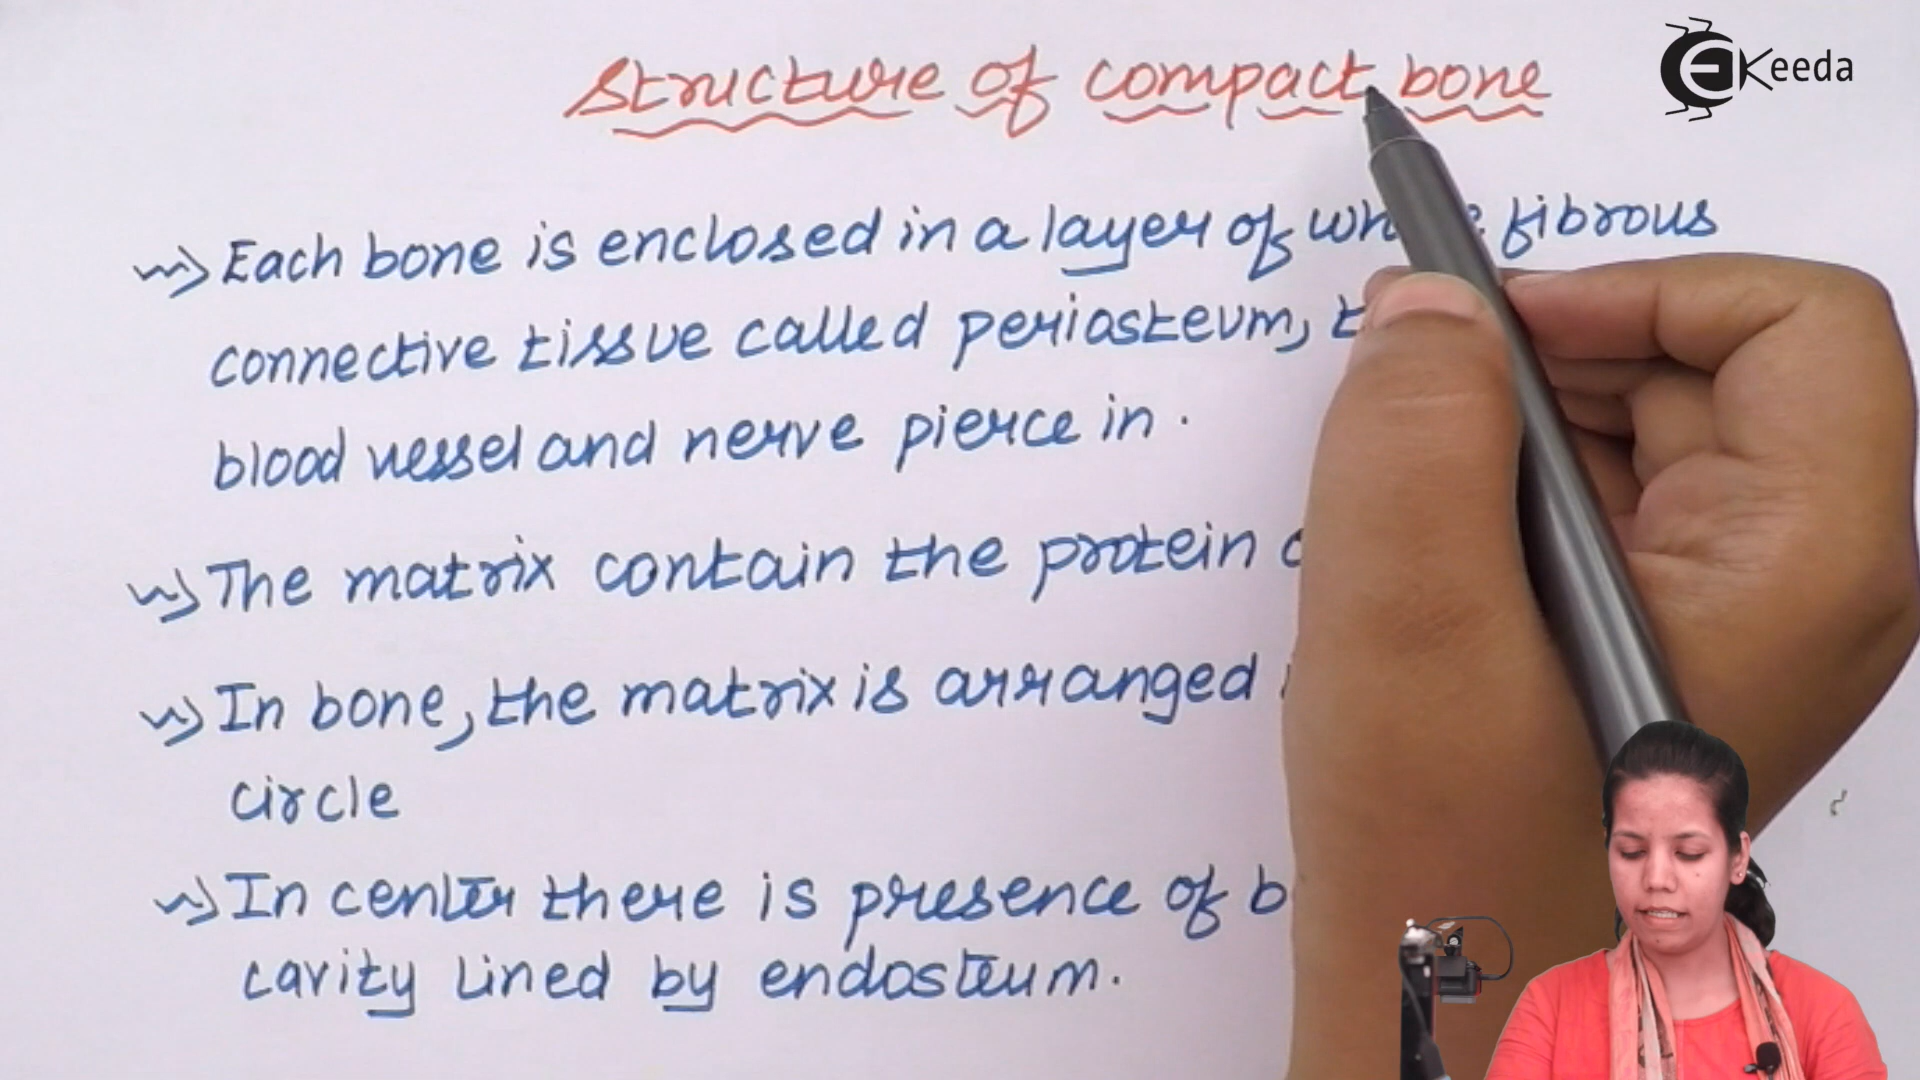 structure of compact bone
EKeeda
Each bone is enclosed in a layer of fibrous
connective tissue called periosteum,
blood vessel and nerve pierce in.
The matrix contain the protein
In bone, the matrix is arranged
circle
In center there is presence of
cavity lined by endosteum.